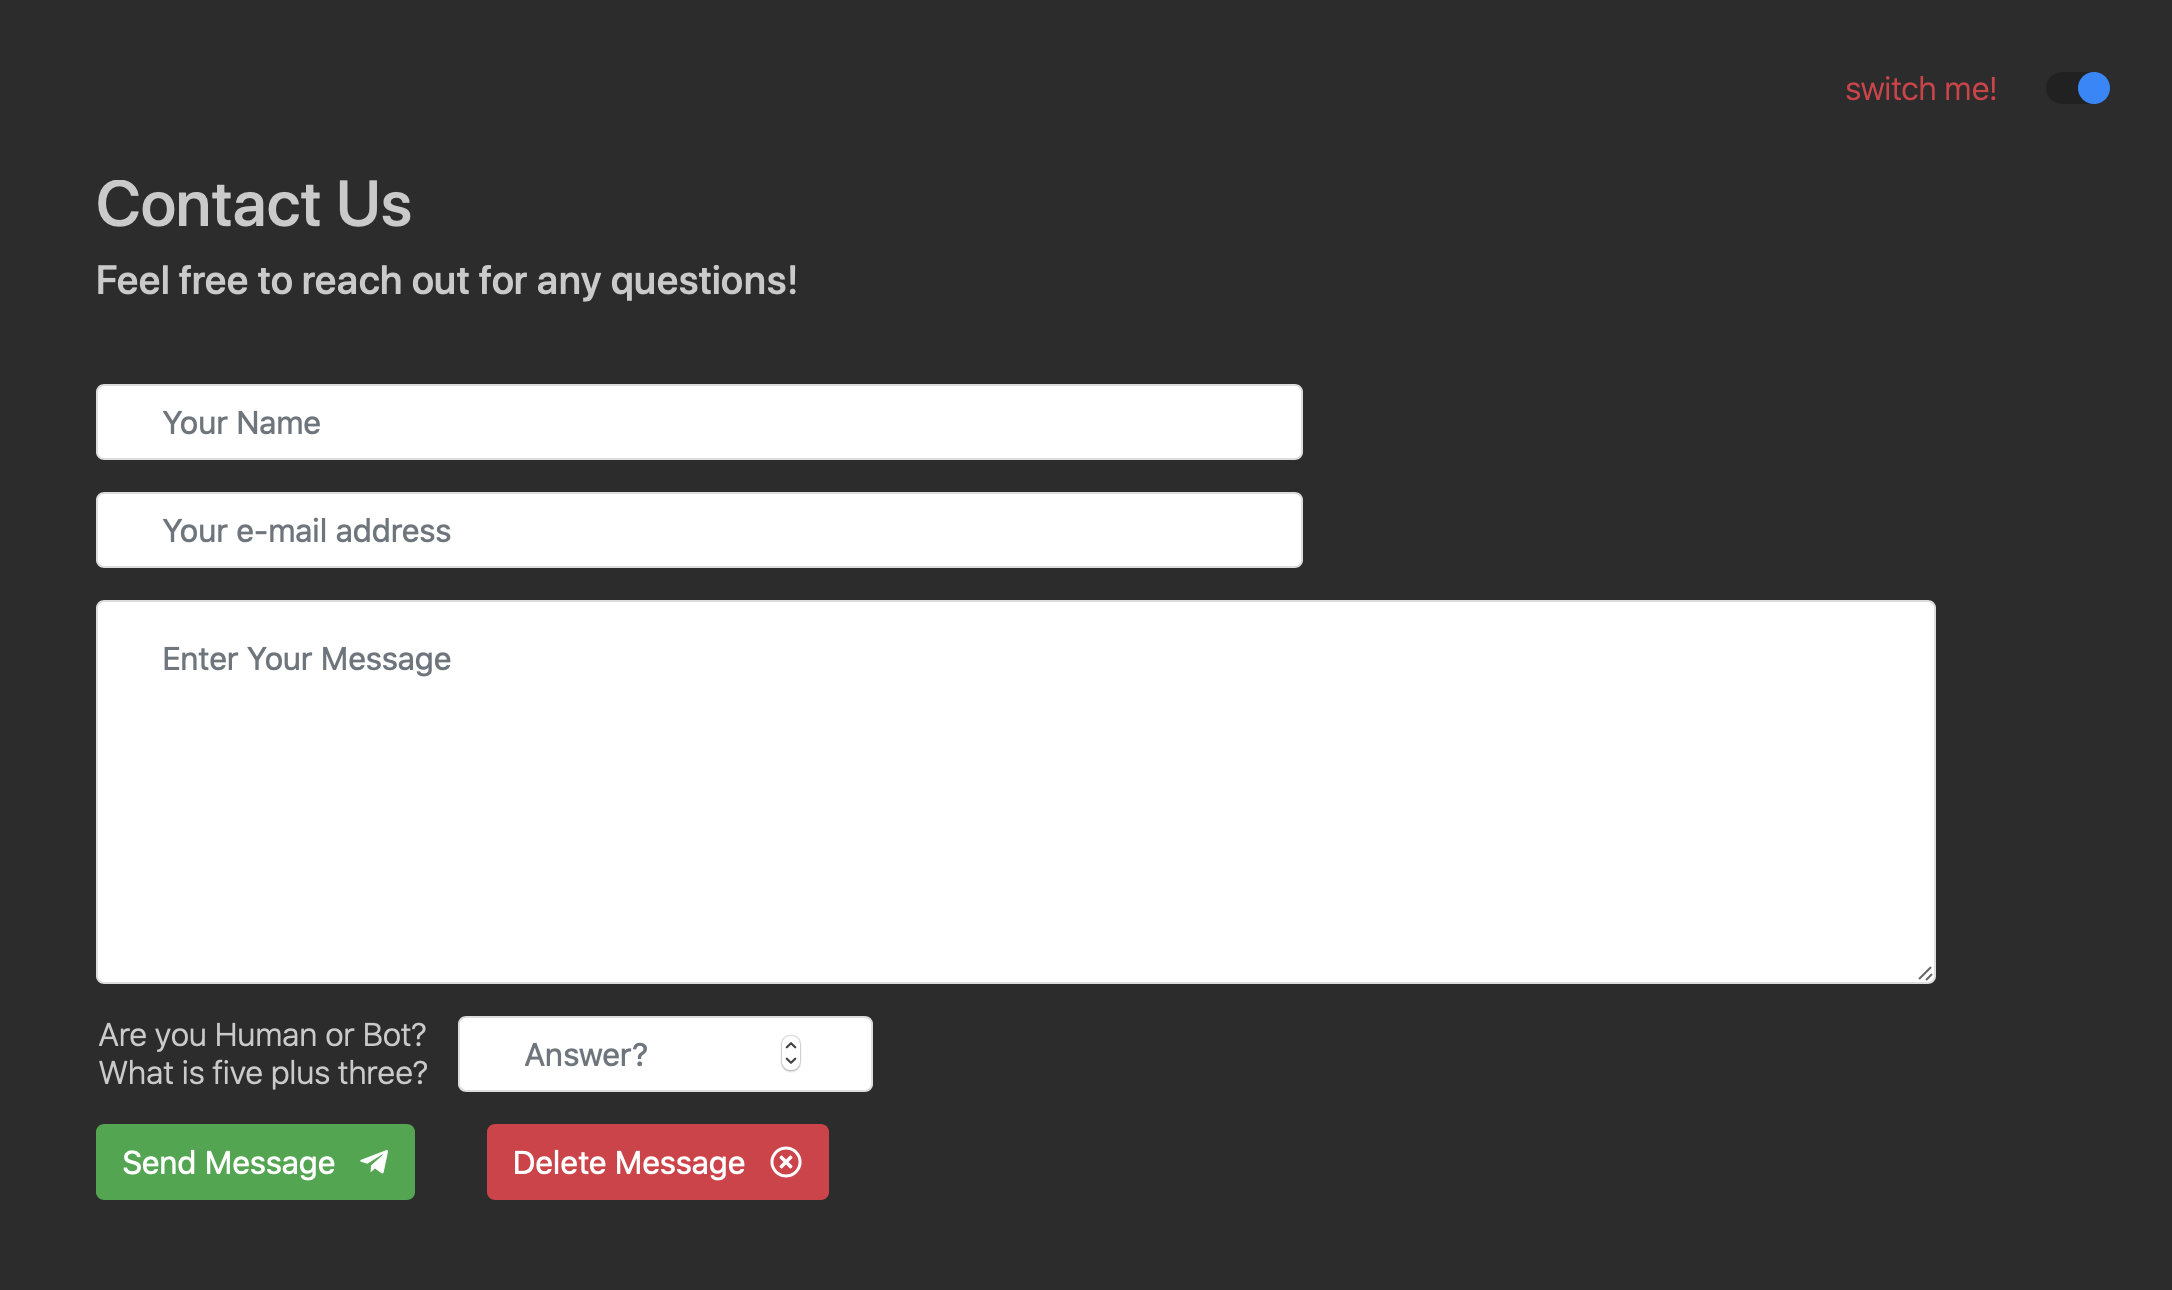 switch me!
Contact Us
Feel free to reach out for any questions!
Your Name
Your e-mail address
Enter Your Message
Are you Human or Bot?
What is five plus three?
Answer?
Send Message
Delete Message